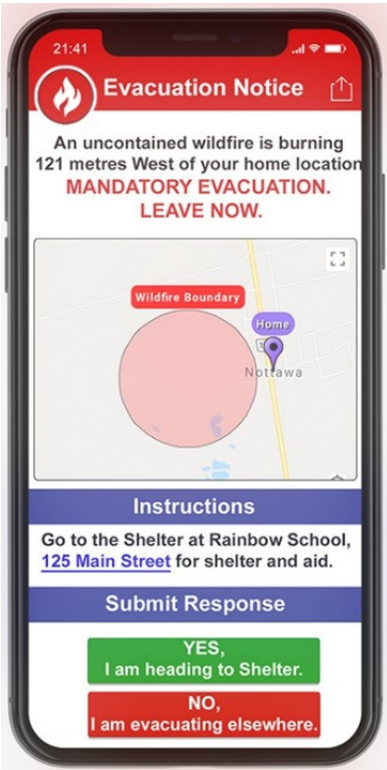 21:41
Evacuation Notice
An uncontained wildfire is burning
121 metres West of your home location
MANDATORY EVACUATION.
LEAVE NOW.
Wildfire Boundary
Home
Nottawa
Instructions
Go to the Shelter at Rainbow School,
125 Main Street for shelter and aid.
Submit Response
YES,
I am heading to Shelter.
NO,
I am evacuating elsewhere.